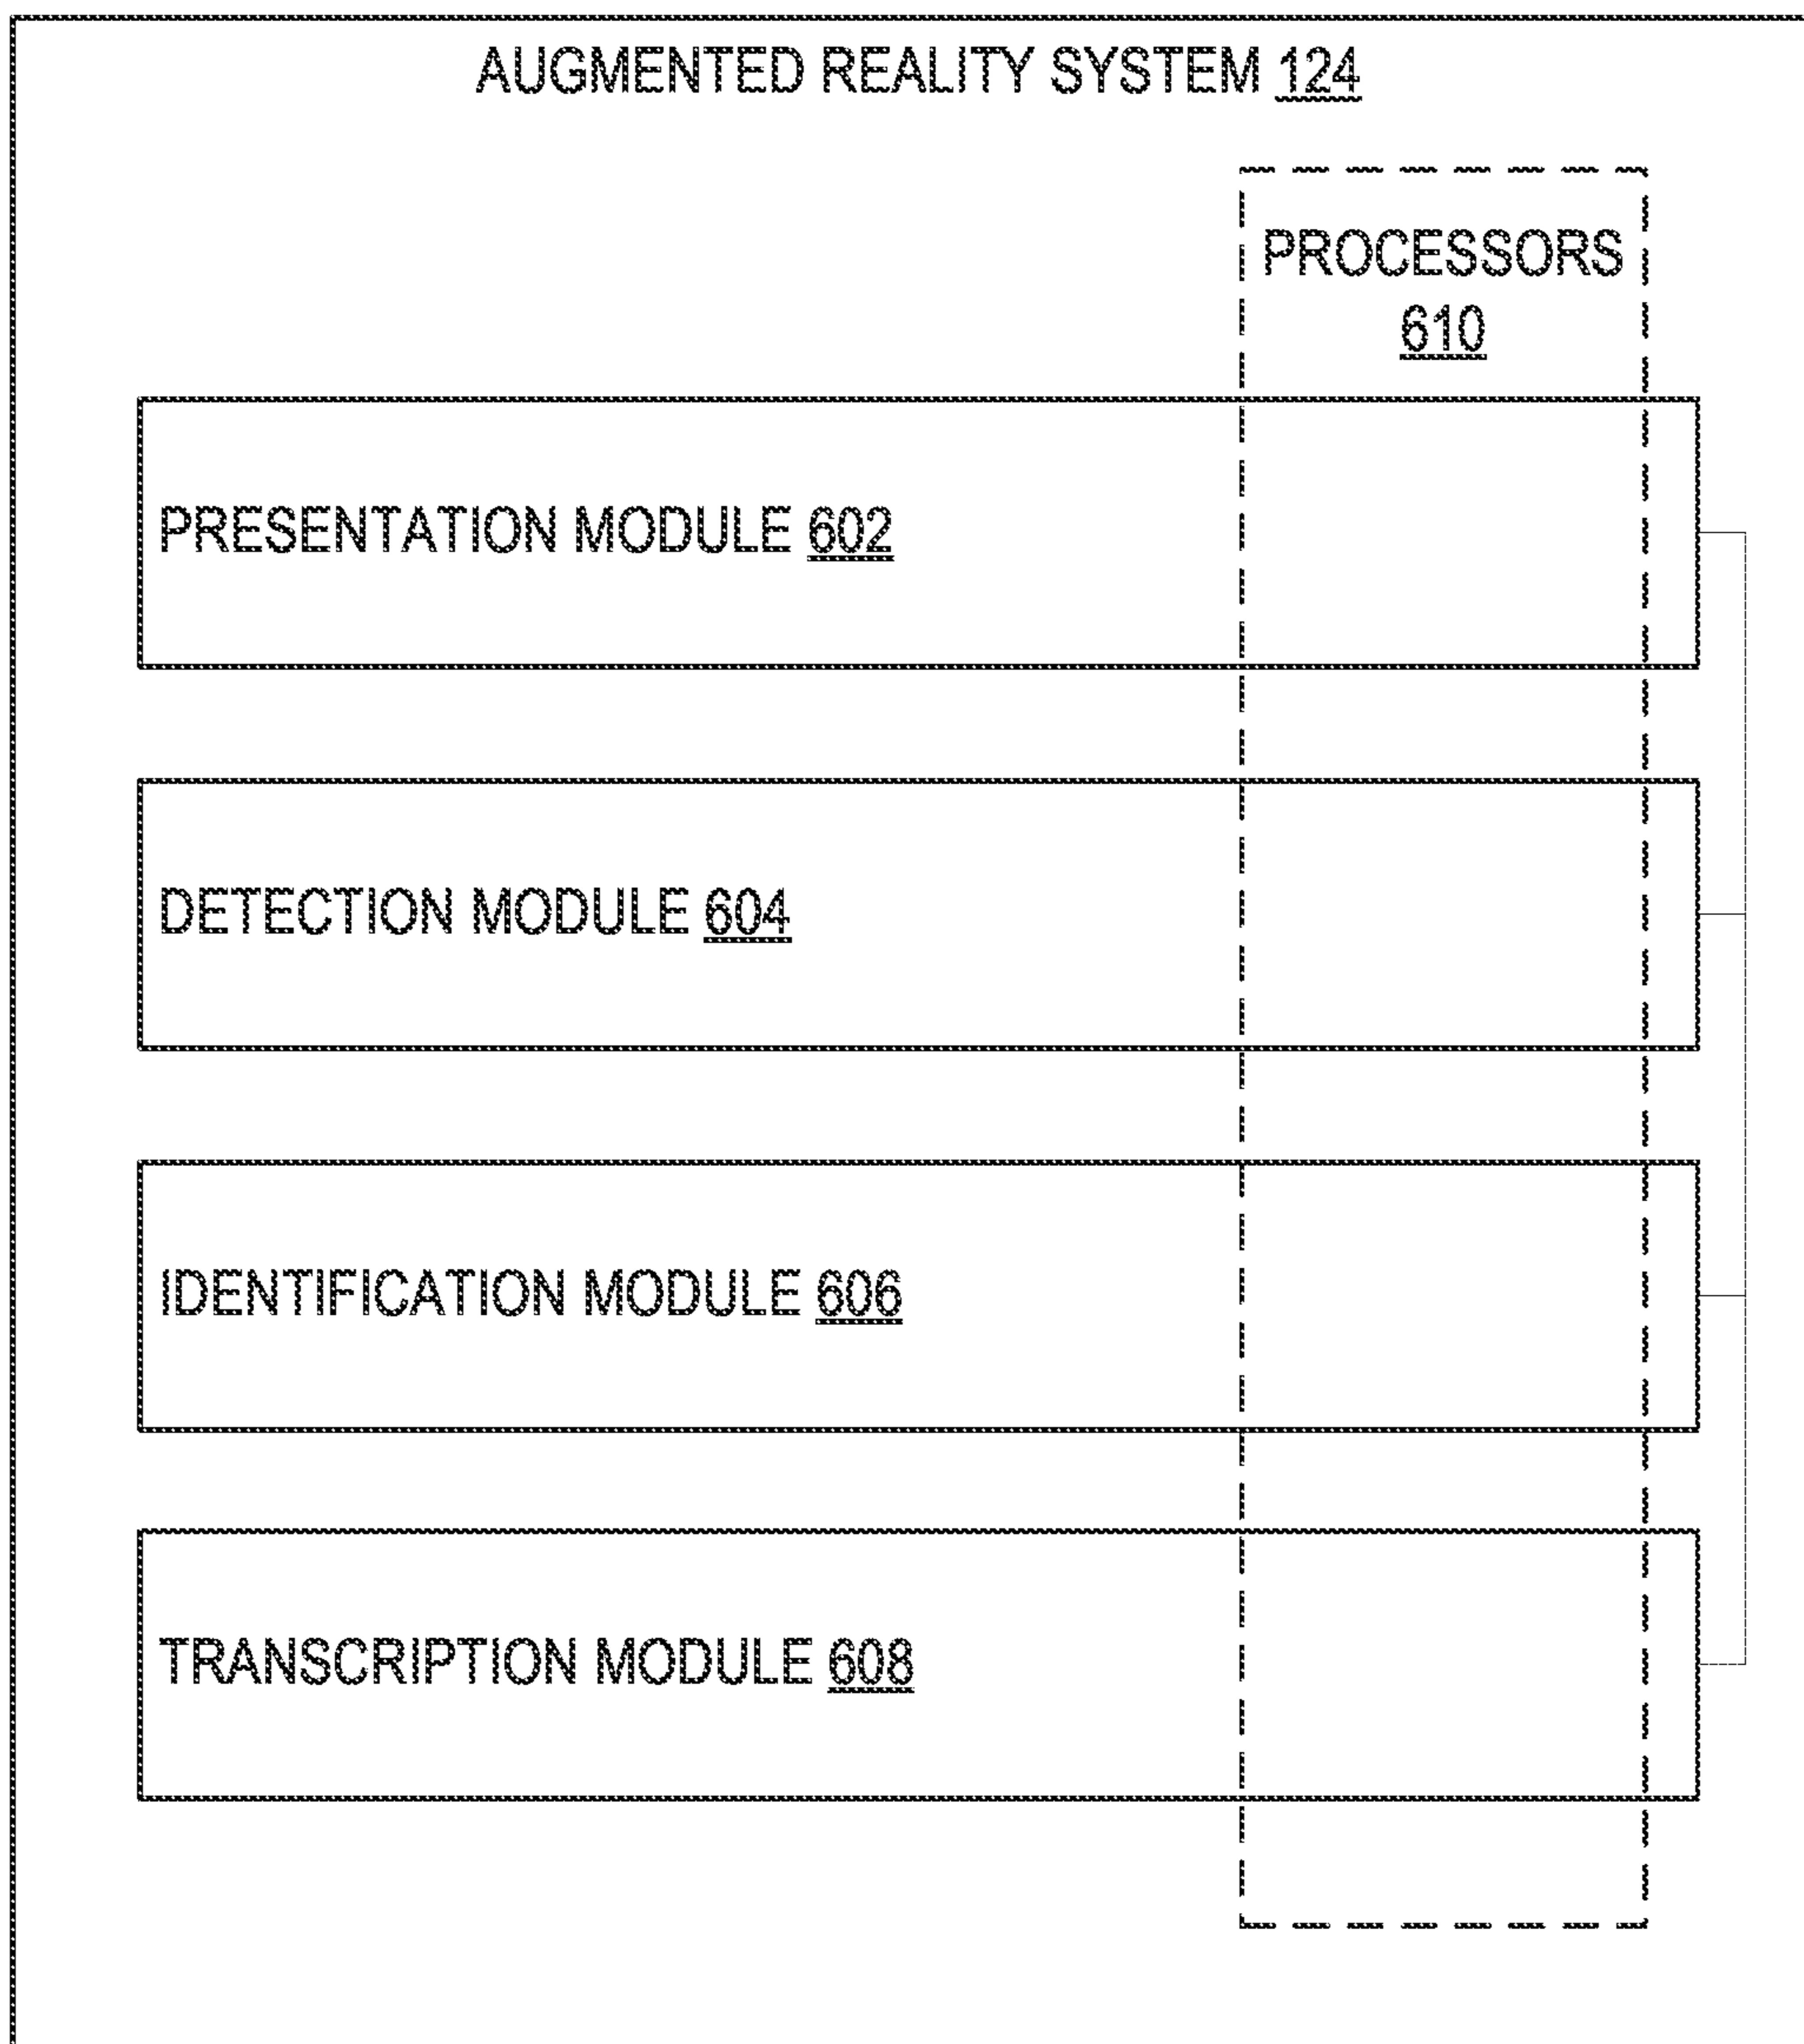 AUGMENTED REALITY SYSTEM 124
PROCESSORS
610
PRESENTATION MODULE 602
DETECTION MODULE 604
IDENTIFICATION MODULE 606
TRANSCRIPTION MODULE 608